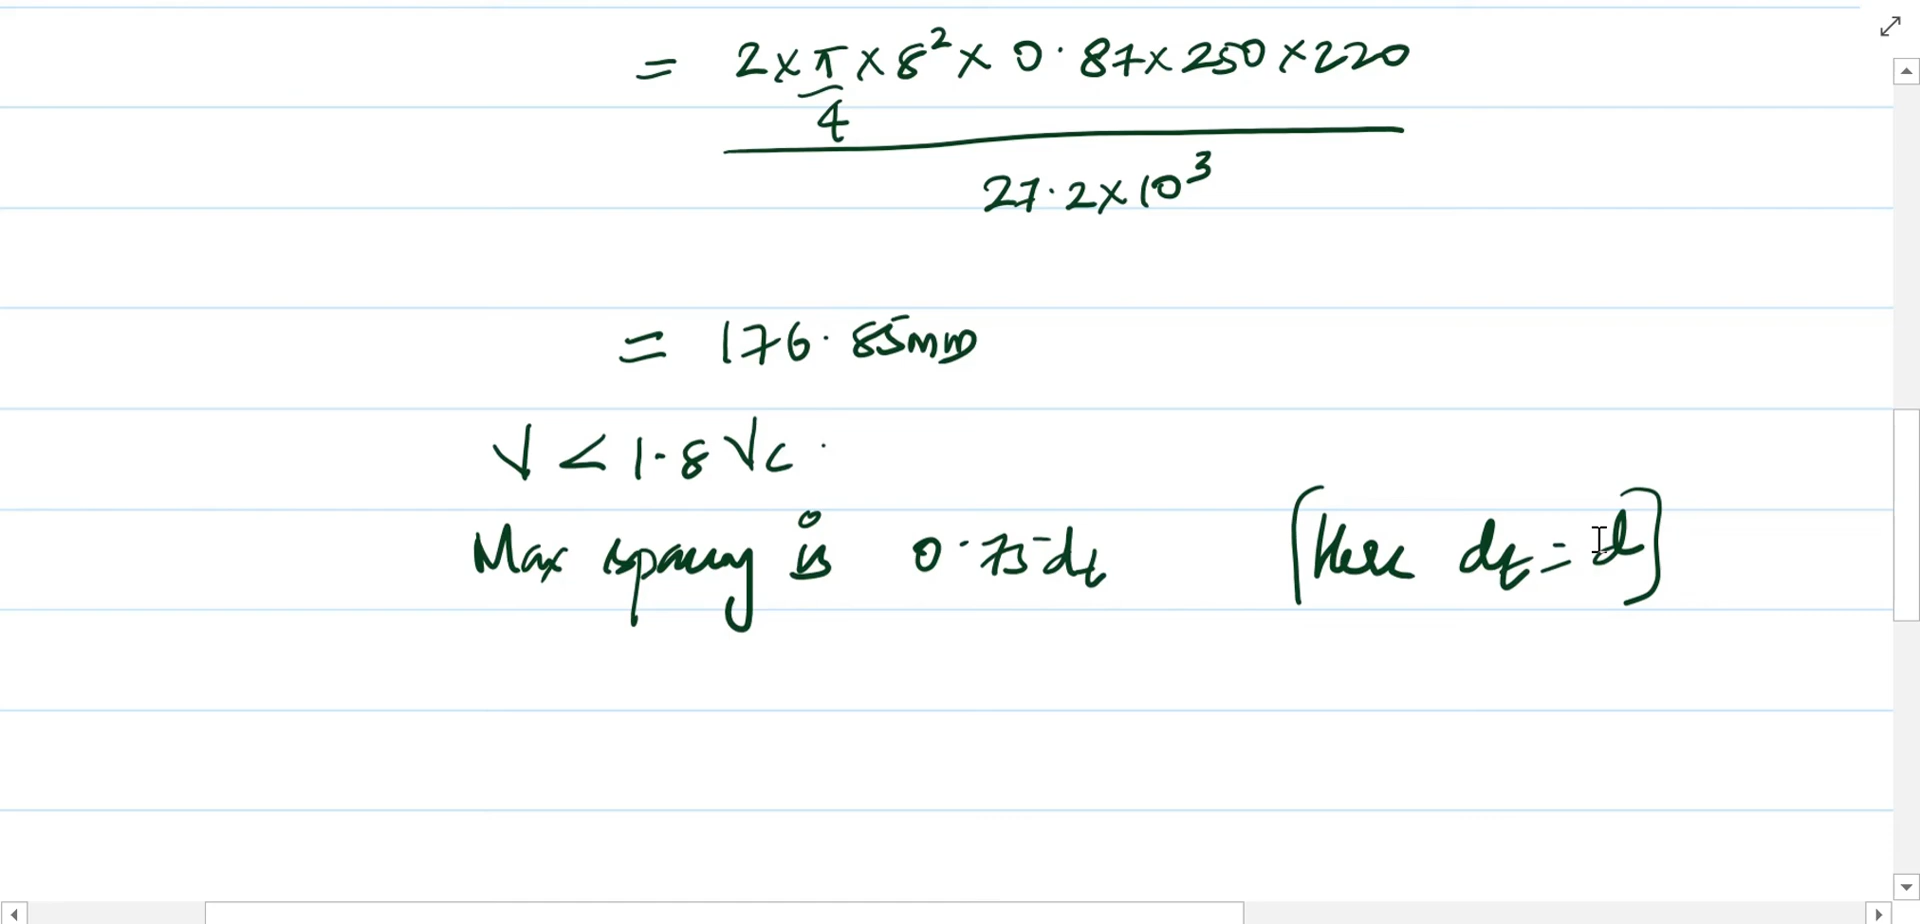 = 2 × π/4 × 8² × 0.87 × 250 × 220
27.2 × 10³
= 176.85mm
V < 1.8 Vc.
Max spacing is 0.75 dt [Here dt = d]